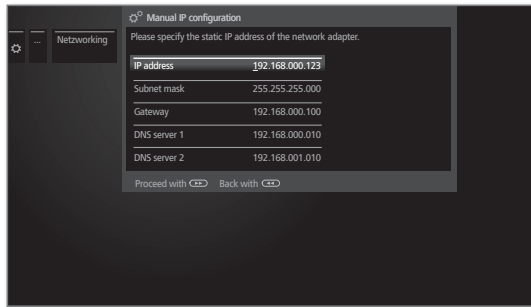 Manual IP configuration
... Netzworking
Please specify the static IP address of the network adapter.
IP address 192.168.000.123
Subnet mask 255.255.255.000
Gateway 192.168.000.100
DNS server 1 192.168.000.010
DNS server 2 192.168.001.010
Proceed with Back with